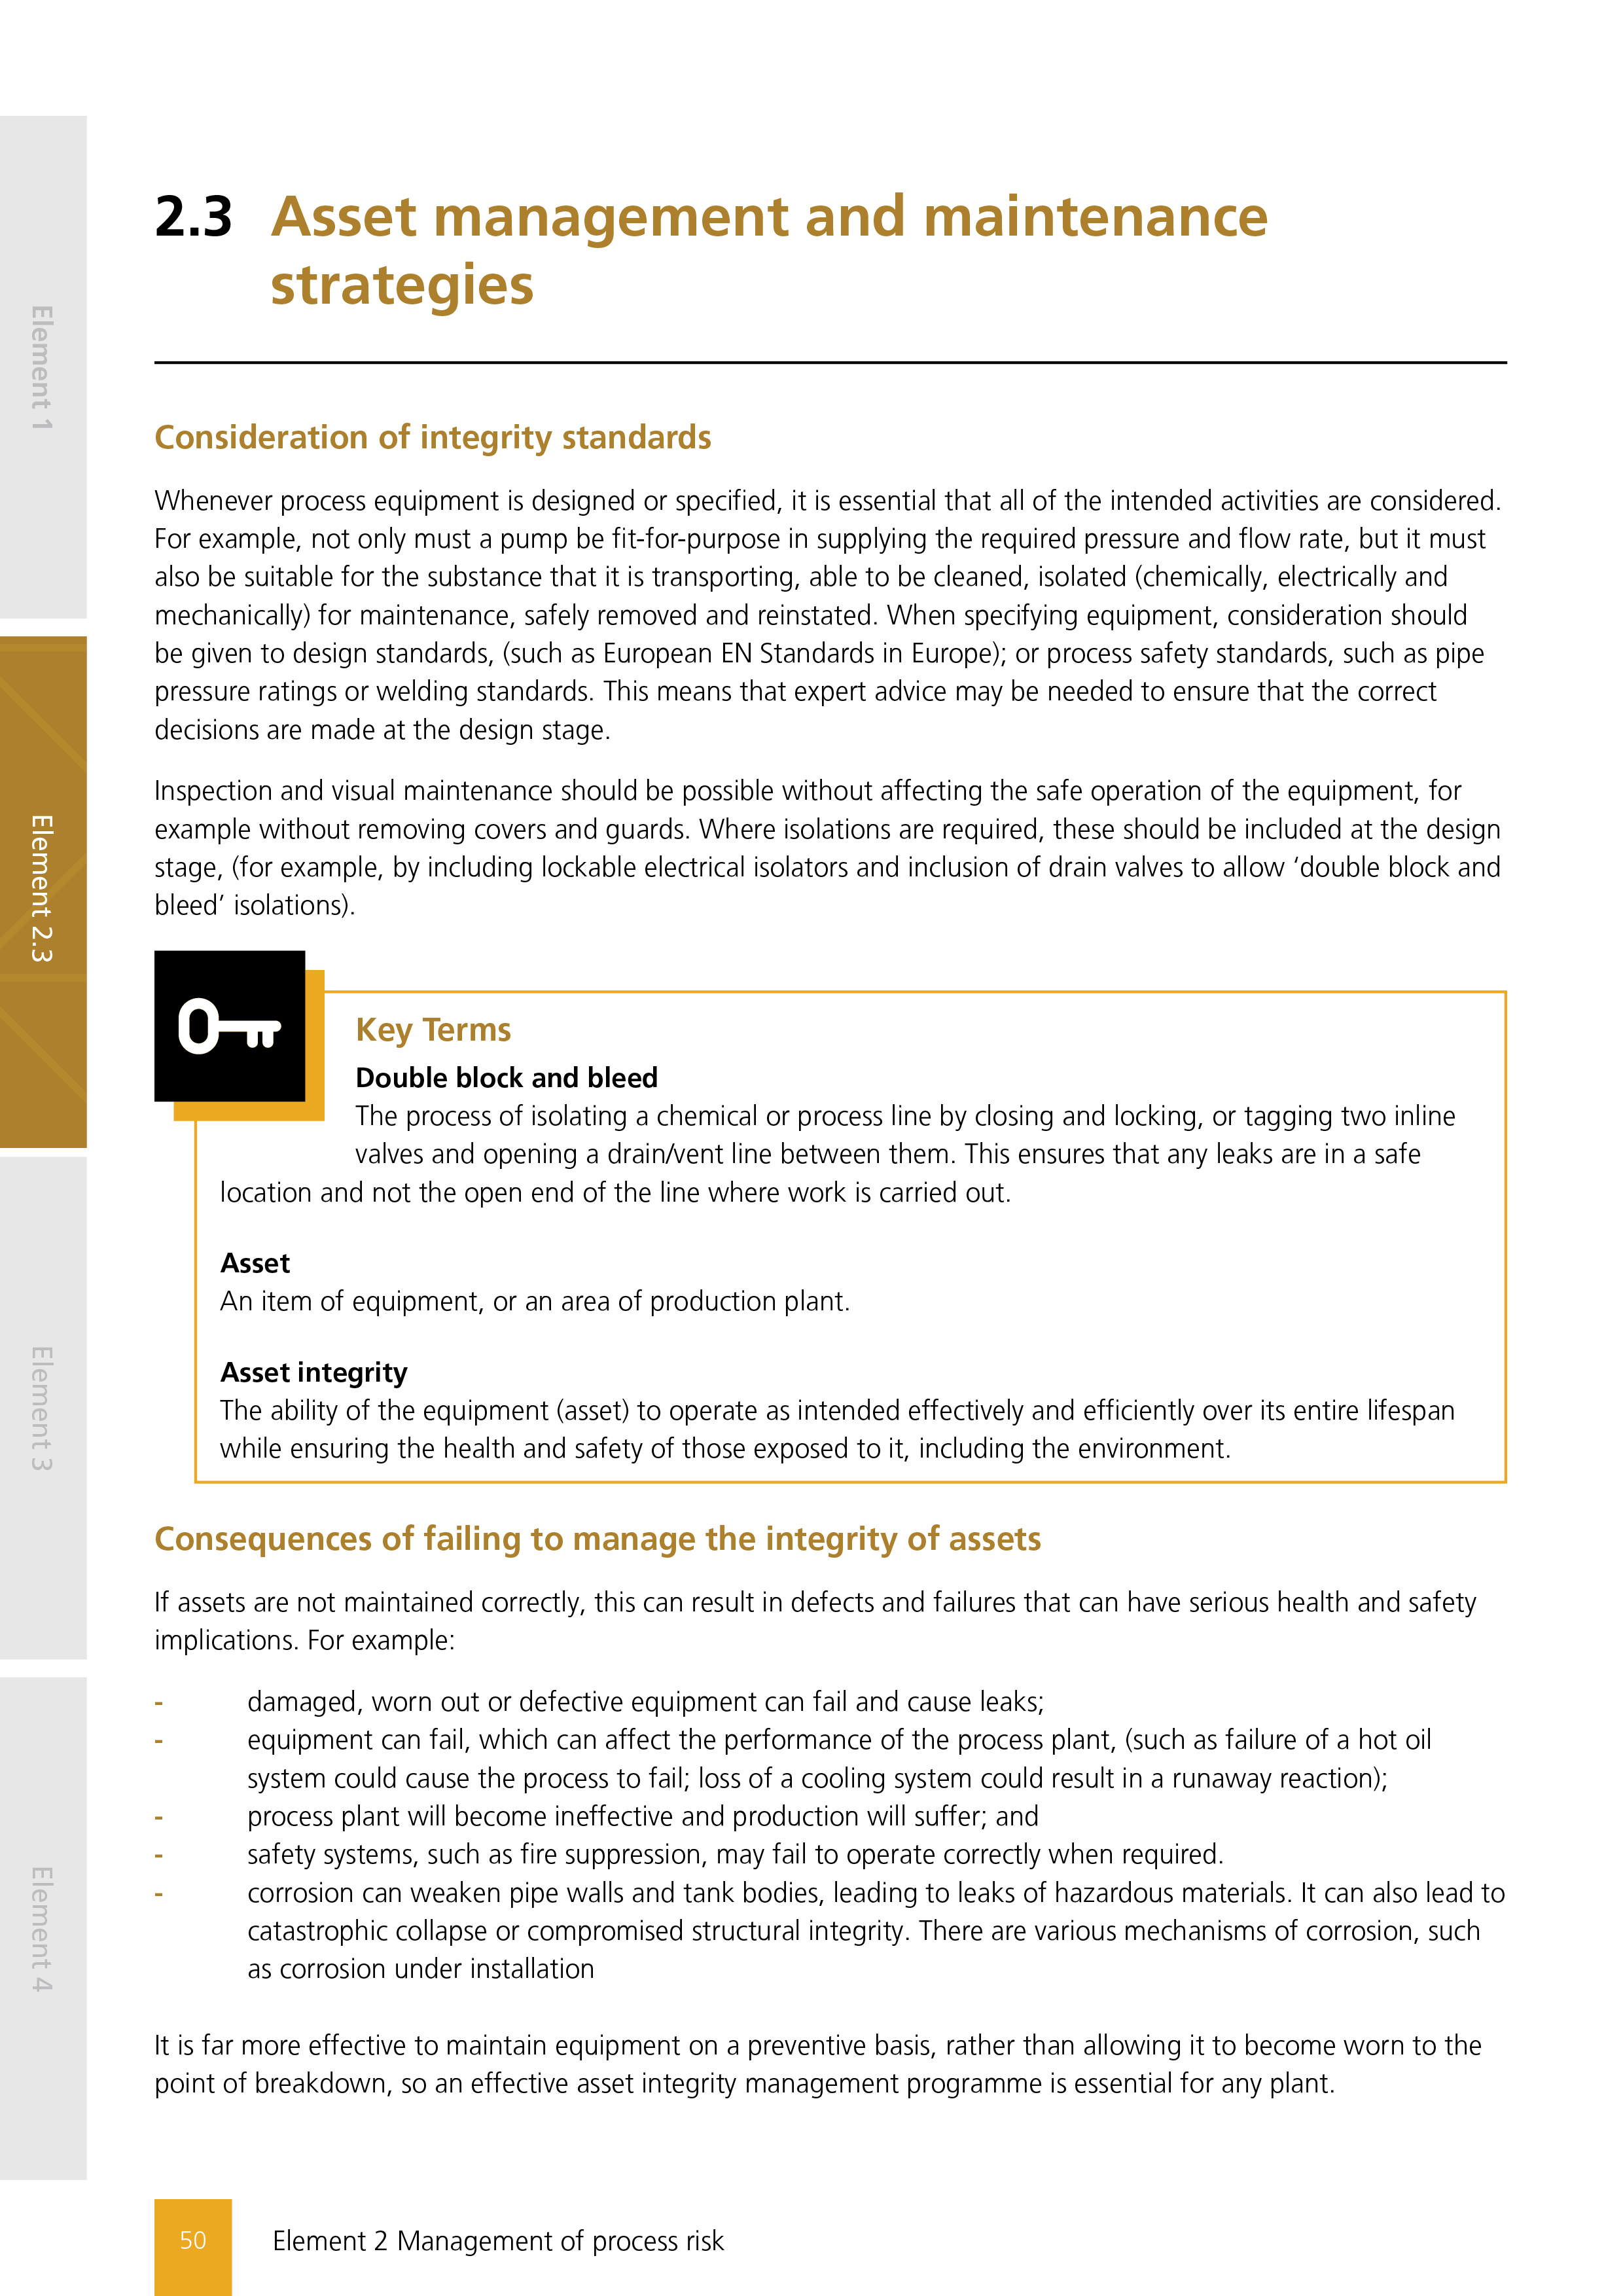 2.3 Asset management and maintenance
strategies
Consideration of integrity standards
Whenever process equipment is designed or specified, it is essential that all of the intended activities are considered.
For example, not only must a pump be fit-for-purpose in supplying the required pressure and flow rate, but it must
also be suitable for the substance that it is transporting, able to be cleaned, isolated (chemically, electrically and
mechanically) for maintenance, safely removed and reinstated. When specifying equipment, consideration should
be given to design standards, (such as European EN Standards in Europe); or process safety standards, such as pipe
pressure ratings or welding standards. This means that expert advice may be needed to ensure that the correct
decisions are made at the design stage.
Inspection and visual maintenance should be possible without affecting the safe operation of the equipment, for
example without removing covers and guards. Where isolations are required, these should be included at the design
stage, (for example, by including lockable electrical isolators and inclusion of drain valves to allow ‘double block and
bleed’ isolations).
Key Terms
Double block and bleed
The process of isolating a chemical or process line by closing and locking, or tagging two inline
valves and opening a drain/vent line between them. This ensures that any leaks are in a safe
location and not the open end of the line where work is carried out.
Asset
An item of equipment, or an area of production plant.
Asset integrity
The ability of the equipment (asset) to operate as intended effectively and efficiently over its entire lifespan
while ensuring the health and safety of those exposed to it, including the environment.
Consequences of failing to manage the integrity of assets
If assets are not maintained correctly, this can result in defects and failures that can have serious health and safety
implications. For example:
- damaged, worn out or defective equipment can fail and cause leaks;
- equipment can fail, which can affect the performance of the process plant, (such as failure of a hot oil
system could cause the process to fail; loss of a cooling system could result in a runaway reaction);
- process plant will become ineffective and production will suffer; and
- safety systems, such as fire suppression, may fail to operate correctly when required.
- corrosion can weaken pipe walls and tank bodies, leading to leaks of hazardous materials. It can also lead to
catastrophic collapse or compromised structural integrity. There are various mechanisms of corrosion, such
as corrosion under installation
It is far more effective to maintain equipment on a preventive basis, rather than allowing it to become worn to the
point of breakdown, so an effective asset integrity management programme is essential for any plant.
50 Element 2 Management of process risk
Element 1
Element 2.3
Element 3
Element 4